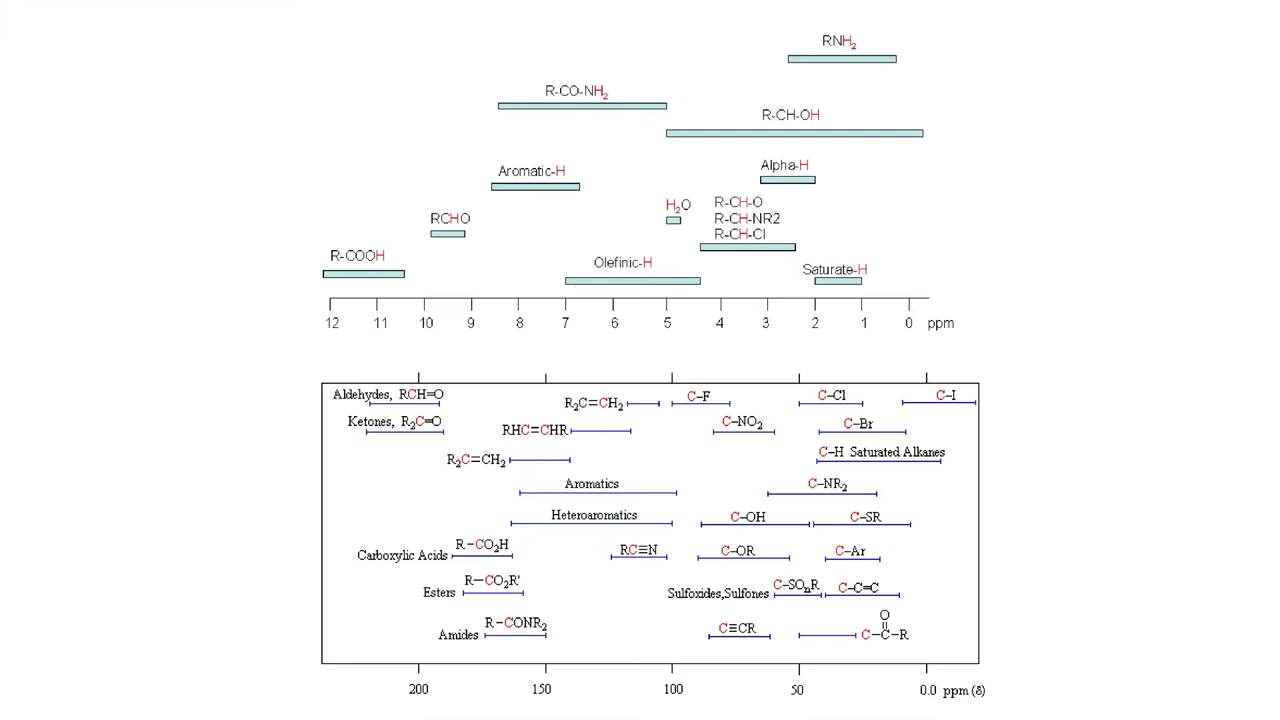 RNH2
R-CO-NH2
R-CH-OH
Aromatic-H
Alpha-H
H2O
R-CH-O
R-CH-NR2
R-CH-Cl
RCHO
R-COOH
Olefinic-H
Saturate-H
12 11 10 9 8 7 6 5 4 3 2 1 0 ppm
Aldehydes, RCH=O
R2C=CH2
C-F
C-Cl
C-I
Ketones, R2C=O
RHC=CHR
C-NO2
C-Br
R2C=CH2
C-H Saturated Alkanes
Aromatics
C-NR2
Heteroaromatics
C-OH
C-SR
Carboxylic Acids
R-CO2H
RC≡N
C-OR
C-Ar
Esters
R-CO2R'
Sulfoxides,Sulfones
C-SOnR
C-C=C
Amides
R-CONR2
C≡CR
O
C-C-R
200 150 100 50 0.0 ppm (δ)